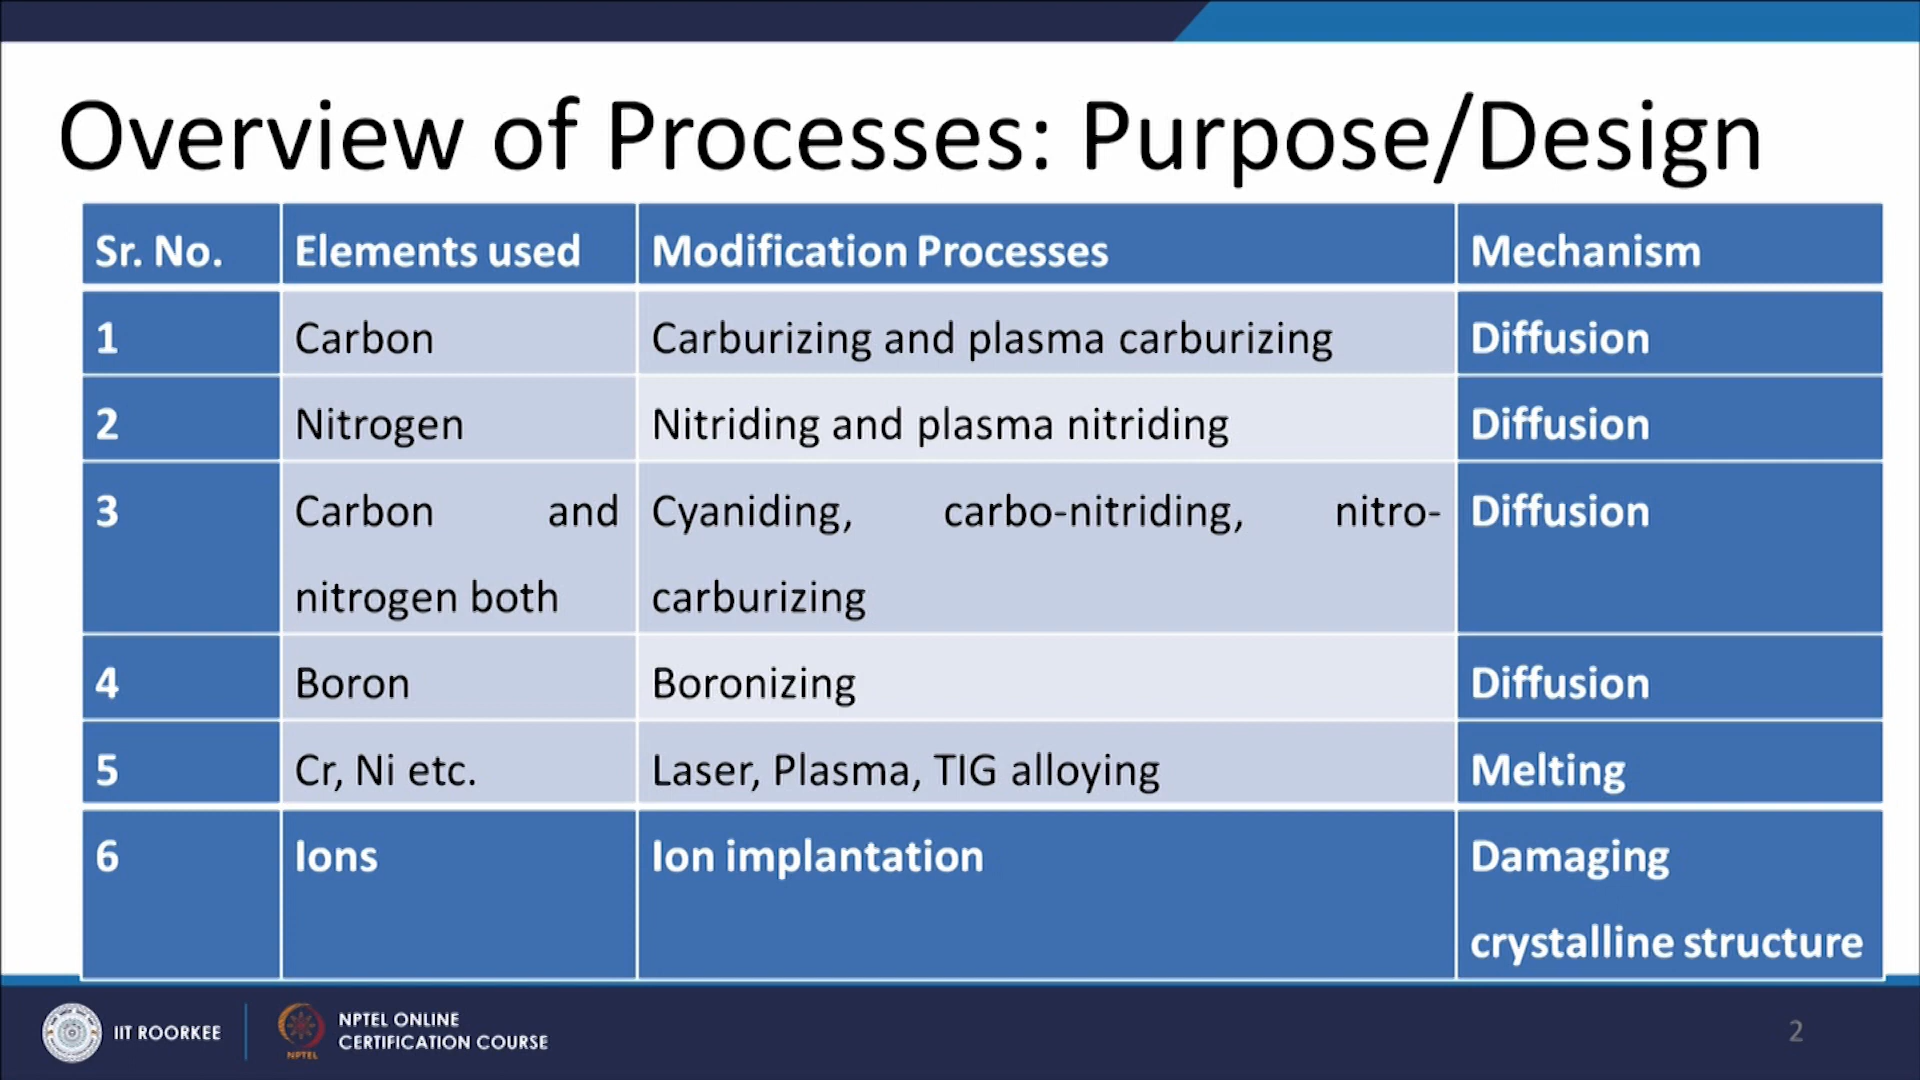 Overview of Processes: Purpose/Design
Sr. No. Elements used Modification Processes Mechanism
1 Carbon Carburizing and plasma carburizing Diffusion
2 Nitrogen Nitriding and plasma nitriding Diffusion
3 Carbon and Cyaniding, carbo-nitriding, nitro- Diffusion
nitrogen both carburizing
4 Boron Boronizing Diffusion
5 Cr, Ni etc. Laser, Plasma, TIG alloying Melting
6 Ions Ion implantation Damaging
crystalline structure
IIT ROORKEE
NPTEL
NPTEL ONLINE
CERTIFICATION COURSE
2